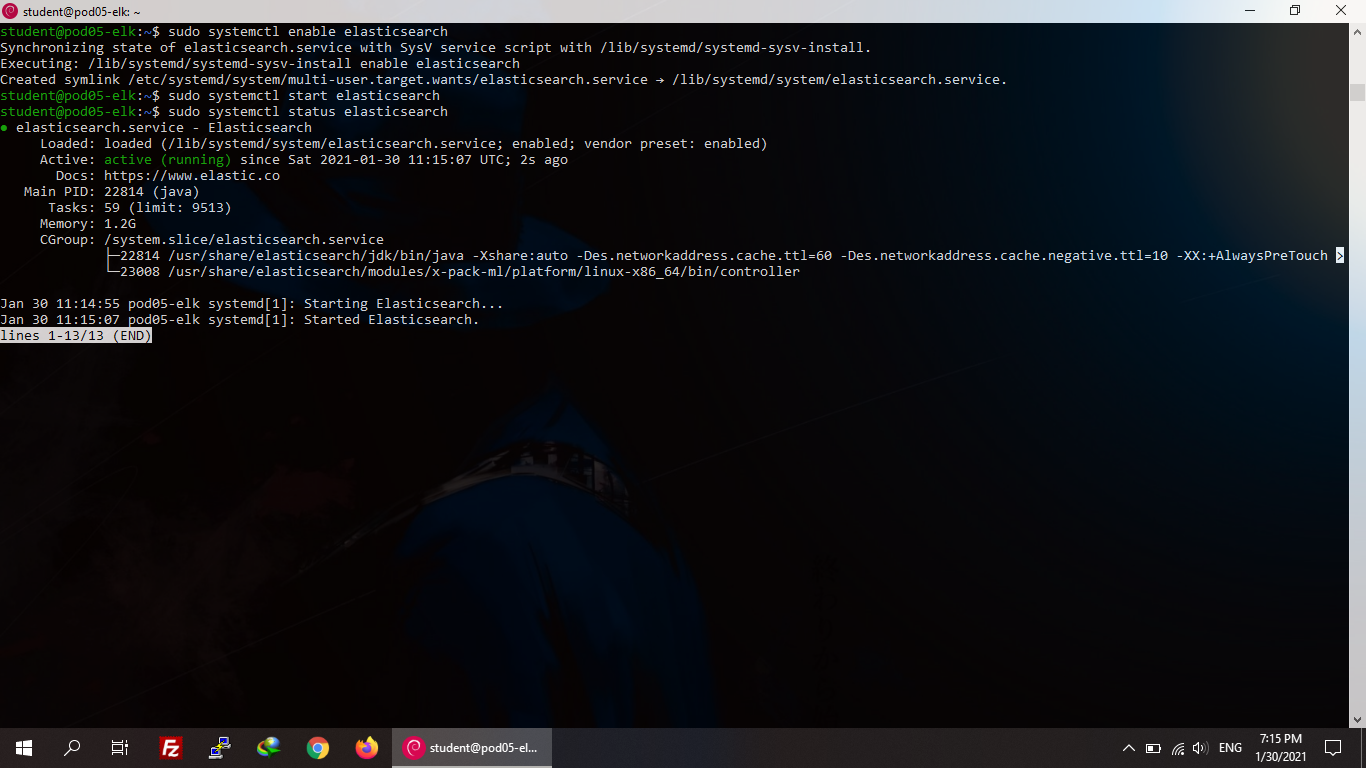 student@pod05-elk: ~
student@pod05-elk:~$ sudo systemctl enable elasticsearch
Synchronizing state of elasticsearch.service with SysV service script with /lib/systemd/systemd-sysv-install.
Executing: /lib/systemd/systemd-sysv-install enable elasticsearch
Created symlink /etc/systemd/system/multi-user.target.wants/elasticsearch.service → /lib/systemd/system/elasticsearch.service.
student@pod05-elk:~$ sudo systemctl start elasticsearch
student@pod05-elk:~$ sudo systemctl status elasticsearch
● elasticsearch.service - Elasticsearch
Loaded: loaded (/lib/systemd/system/elasticsearch.service; enabled; vendor preset: enabled)
Active: active (running) since Sat 2021-01-30 11:15:07 UTC; 2s ago
Docs: https://www.elastic.co
Main PID: 22814 (java)
Tasks: 59 (limit: 9513)
Memory: 1.2G
CGroup: /system.slice/elasticsearch.service
├─22814 /usr/share/elasticsearch/jdk/bin/java -Xshare:auto -Des.networkaddress.cache.ttl=60 -Des.networkaddress.cache.negative.ttl=10 -XX:+AlwaysPreTouch >
└─23008 /usr/share/elasticsearch/modules/x-pack-ml/platform/linux-x86_64/bin/controller
Jan 30 11:14:55 pod05-elk systemd[1]: Starting Elasticsearch...
Jan 30 11:15:07 pod05-elk systemd[1]: Started Elasticsearch.
lines 1-13/13 (END)
student@pod05-el...
ENG
7:15 PM
1/30/2021